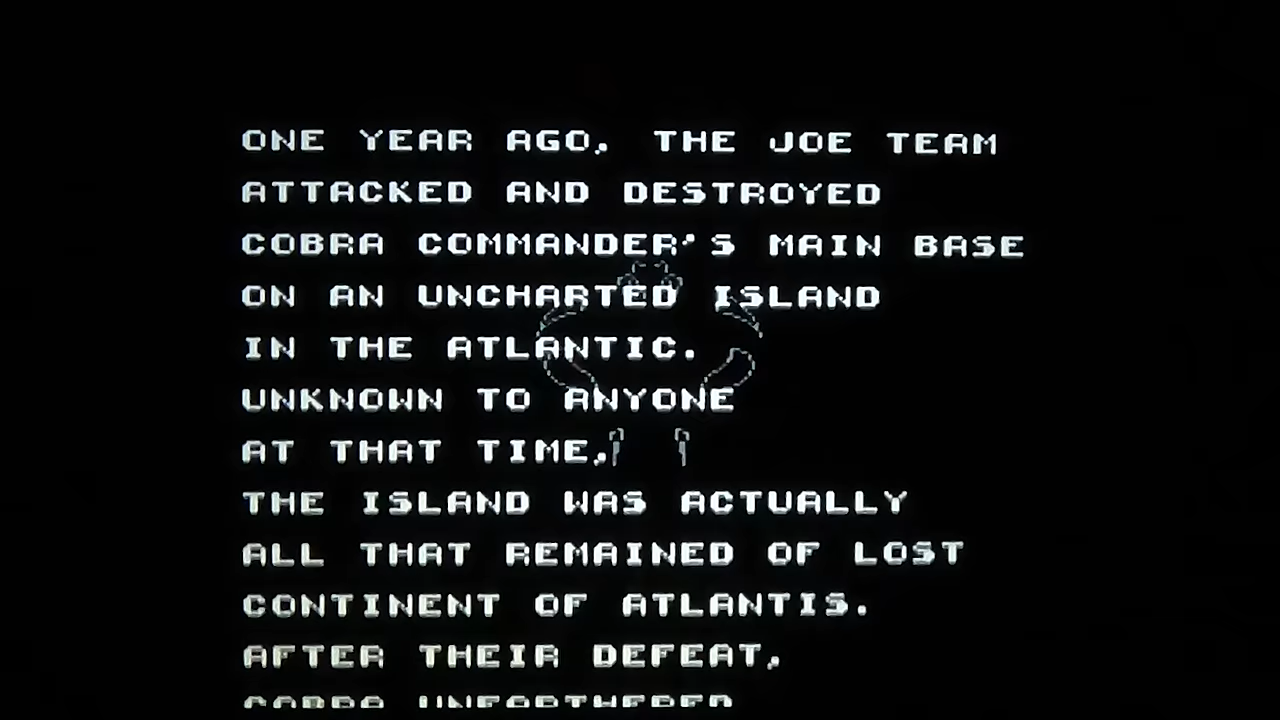 ONE YEAR AGO, THE JOE TEAM
ATTACKED AND DESTROYED
COBRA COMMANDER'S MAIN BASE
ON AN UNCHARTED ISLAND
IN THE ATLANTIC.
UNKNOWN TO ANYONE
AT THAT TIME,
THE ISLAND WAS ACTUALLY
ALL THAT REMAINED OF LOST
CONTINENT OF ATLANTIS.
AFTER THEIR DEFEAT,
COBRA